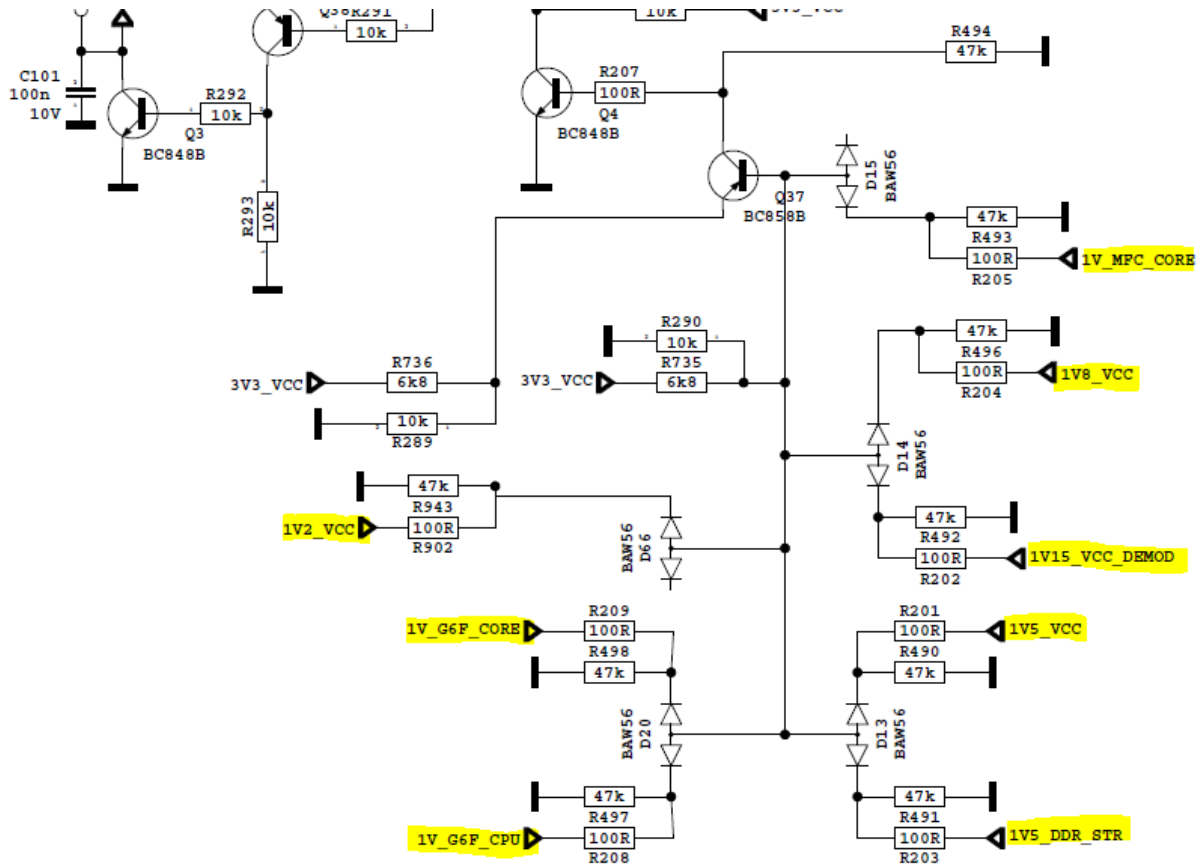 Q38 R291
10k
10k
3V3_VCC
R494
47k
C101
100n
10V
R292
10k
Q3
BC848B
R207
100R
Q4
BC848B
R293
10k
Q37
BC858B
D15
BAW56
47k
R493
100R
R205
1V_MFC_CORE
R290
10k
R736
3V3_VCC
6k8
R735
3V3_VCC
6k8
10k
R289
47k
R496
100R
R204
1V8_VCC
D14
BAW56
47k
R943
1V2_VCC
100R
R902
BAW56
D66
47k
R492
100R
R202
1V15_VCC_DEMOD
R209
1V_G6F_CORE
100R
R498
47k
R201
100R
1V5_VCC
R490
47k
BAW56
D20
D13
BAW56
47k
R497
1V_G6F_CPU
100R
R208
47k
R491
100R
R203
1V5_DDR_STR